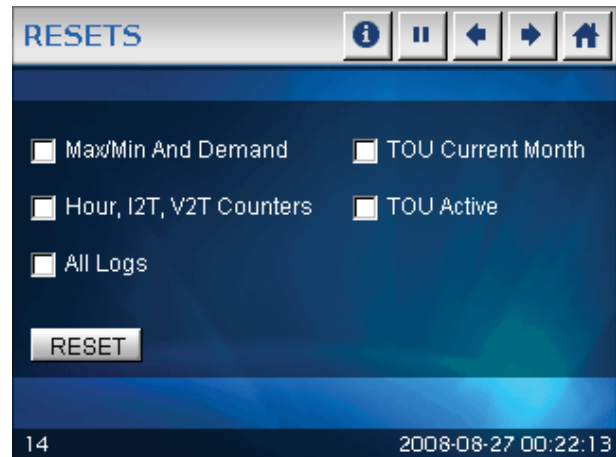 RESETS
Max/Min And Demand
TOU Current Month
Hour, I2T, V2T Counters
TOU Active
All Logs
RESET
14
2008-08-27 00:22:13